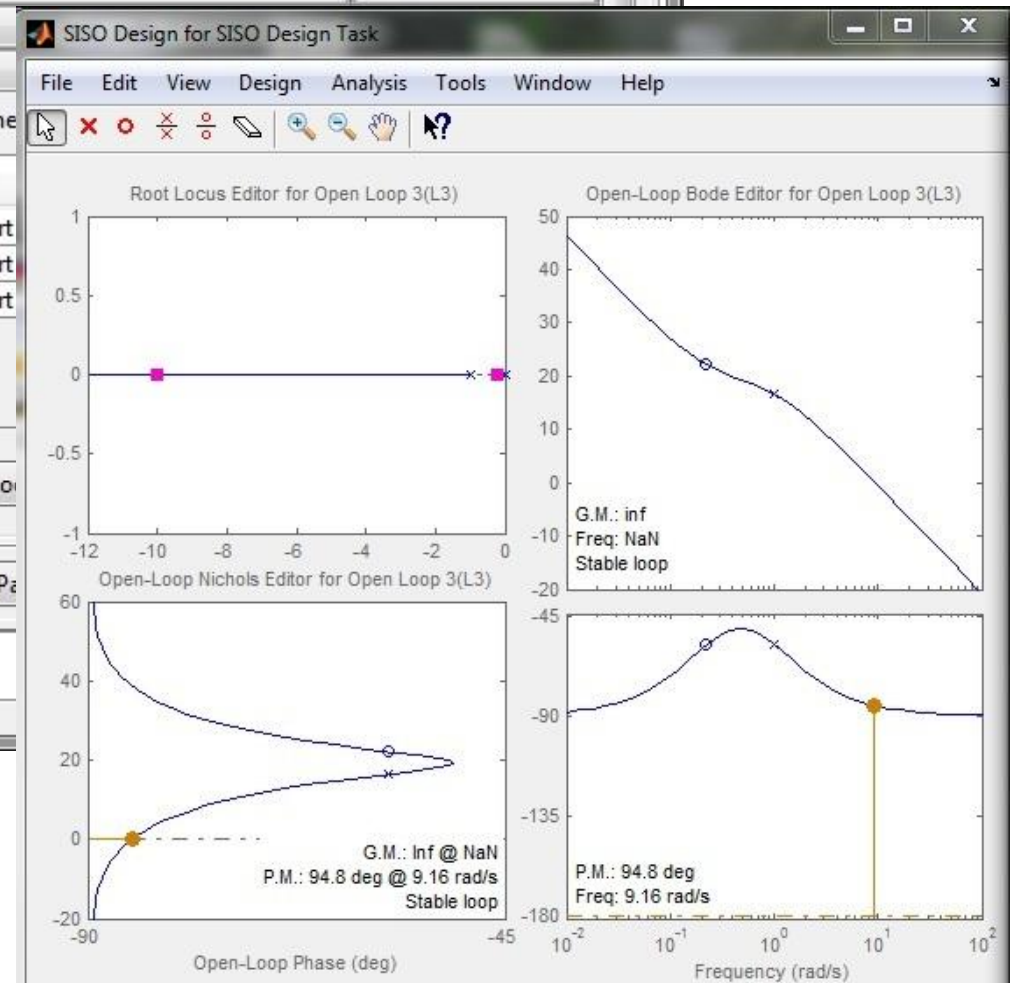 SISO Design for SISO Design Task
File Edit View Design Analysis Tools Window Help
Root Locus Editor for Open Loop 3(L3)
1
0.5
0
-0.5
-1
-12 -10 -8 -6 -4 -2 0
Open-Loop Bode Editor for Open Loop 3(L3)
50
40
30
20
10
0
-10
-20
G.M.: inf
Freq: NaN
Stable loop
Open-Loop Nichols Editor for Open Loop 3(L3)
60
40
20
0
-20
G.M.: Inf @ NaN
P.M.: 94.8 deg @ 9.16 rad/s
Stable loop
-90 -45
Open-Loop Phase (deg)
-45
-90
-135
-180
P.M.: 94.8 deg
Freq: 9.16 rad/s
10^-2 10^-1 10^0 10^1 10^2
Frequency (rad/s)